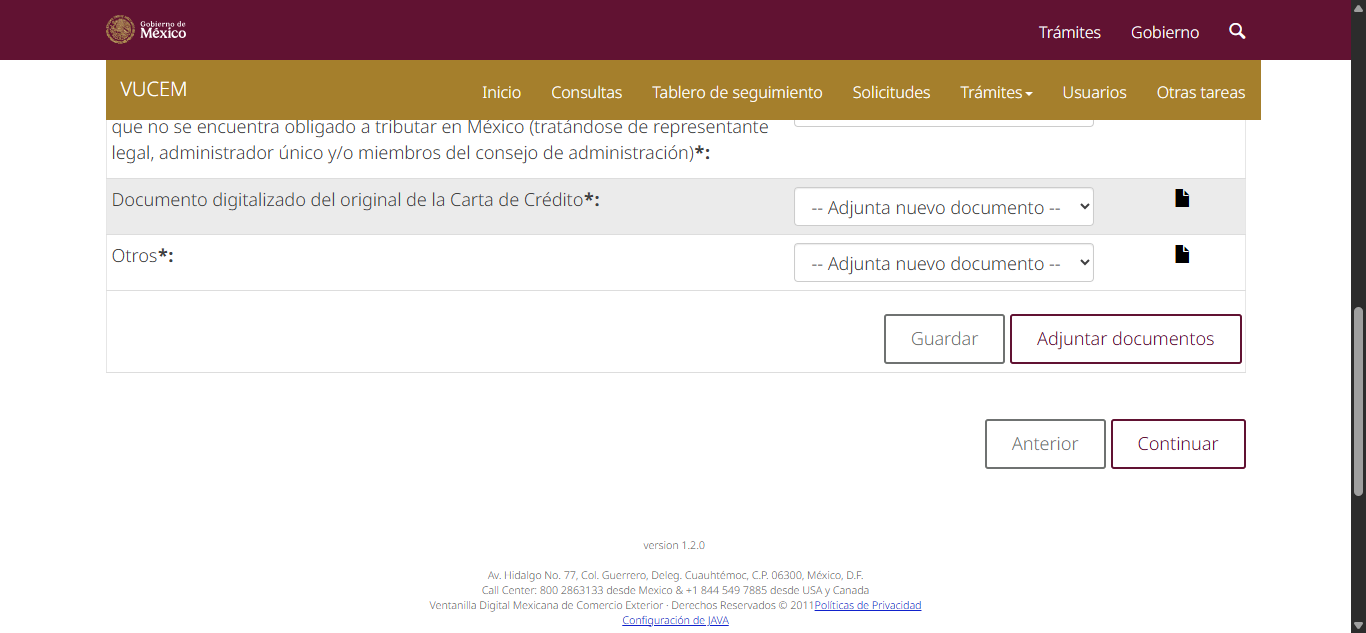 Gobierno de
México
Trámites Gobierno
VUCEM Inicio Consultas Tablero de seguimiento Solicitudes Trámites Usuarios Otras tareas
que no se encuentra obligado a tributar en México (tratándose de representante
legal, administrador único y/o miembros del consejo de administración)*:
Documento digitalizado del original de la Carta de Crédito*: -- Adjunta nuevo documento --
Otros*: -- Adjunta nuevo documento --
Guardar Adjuntar documentos
Anterior Continuar
version 1.2.0
Av. Hidalgo No. 77, Col. Guerrero, Deleg. Cuauhtémoc, C.P. 06300, México, D.F.
Call Center: 800 2863133 desde Mexico & +1 844 549 7885 desde USA y Canada
Ventanilla Digital Mexicana de Comercio Exterior · Derechos Reservados © 2011Políticas de Privacidad
Configuración de JAVA